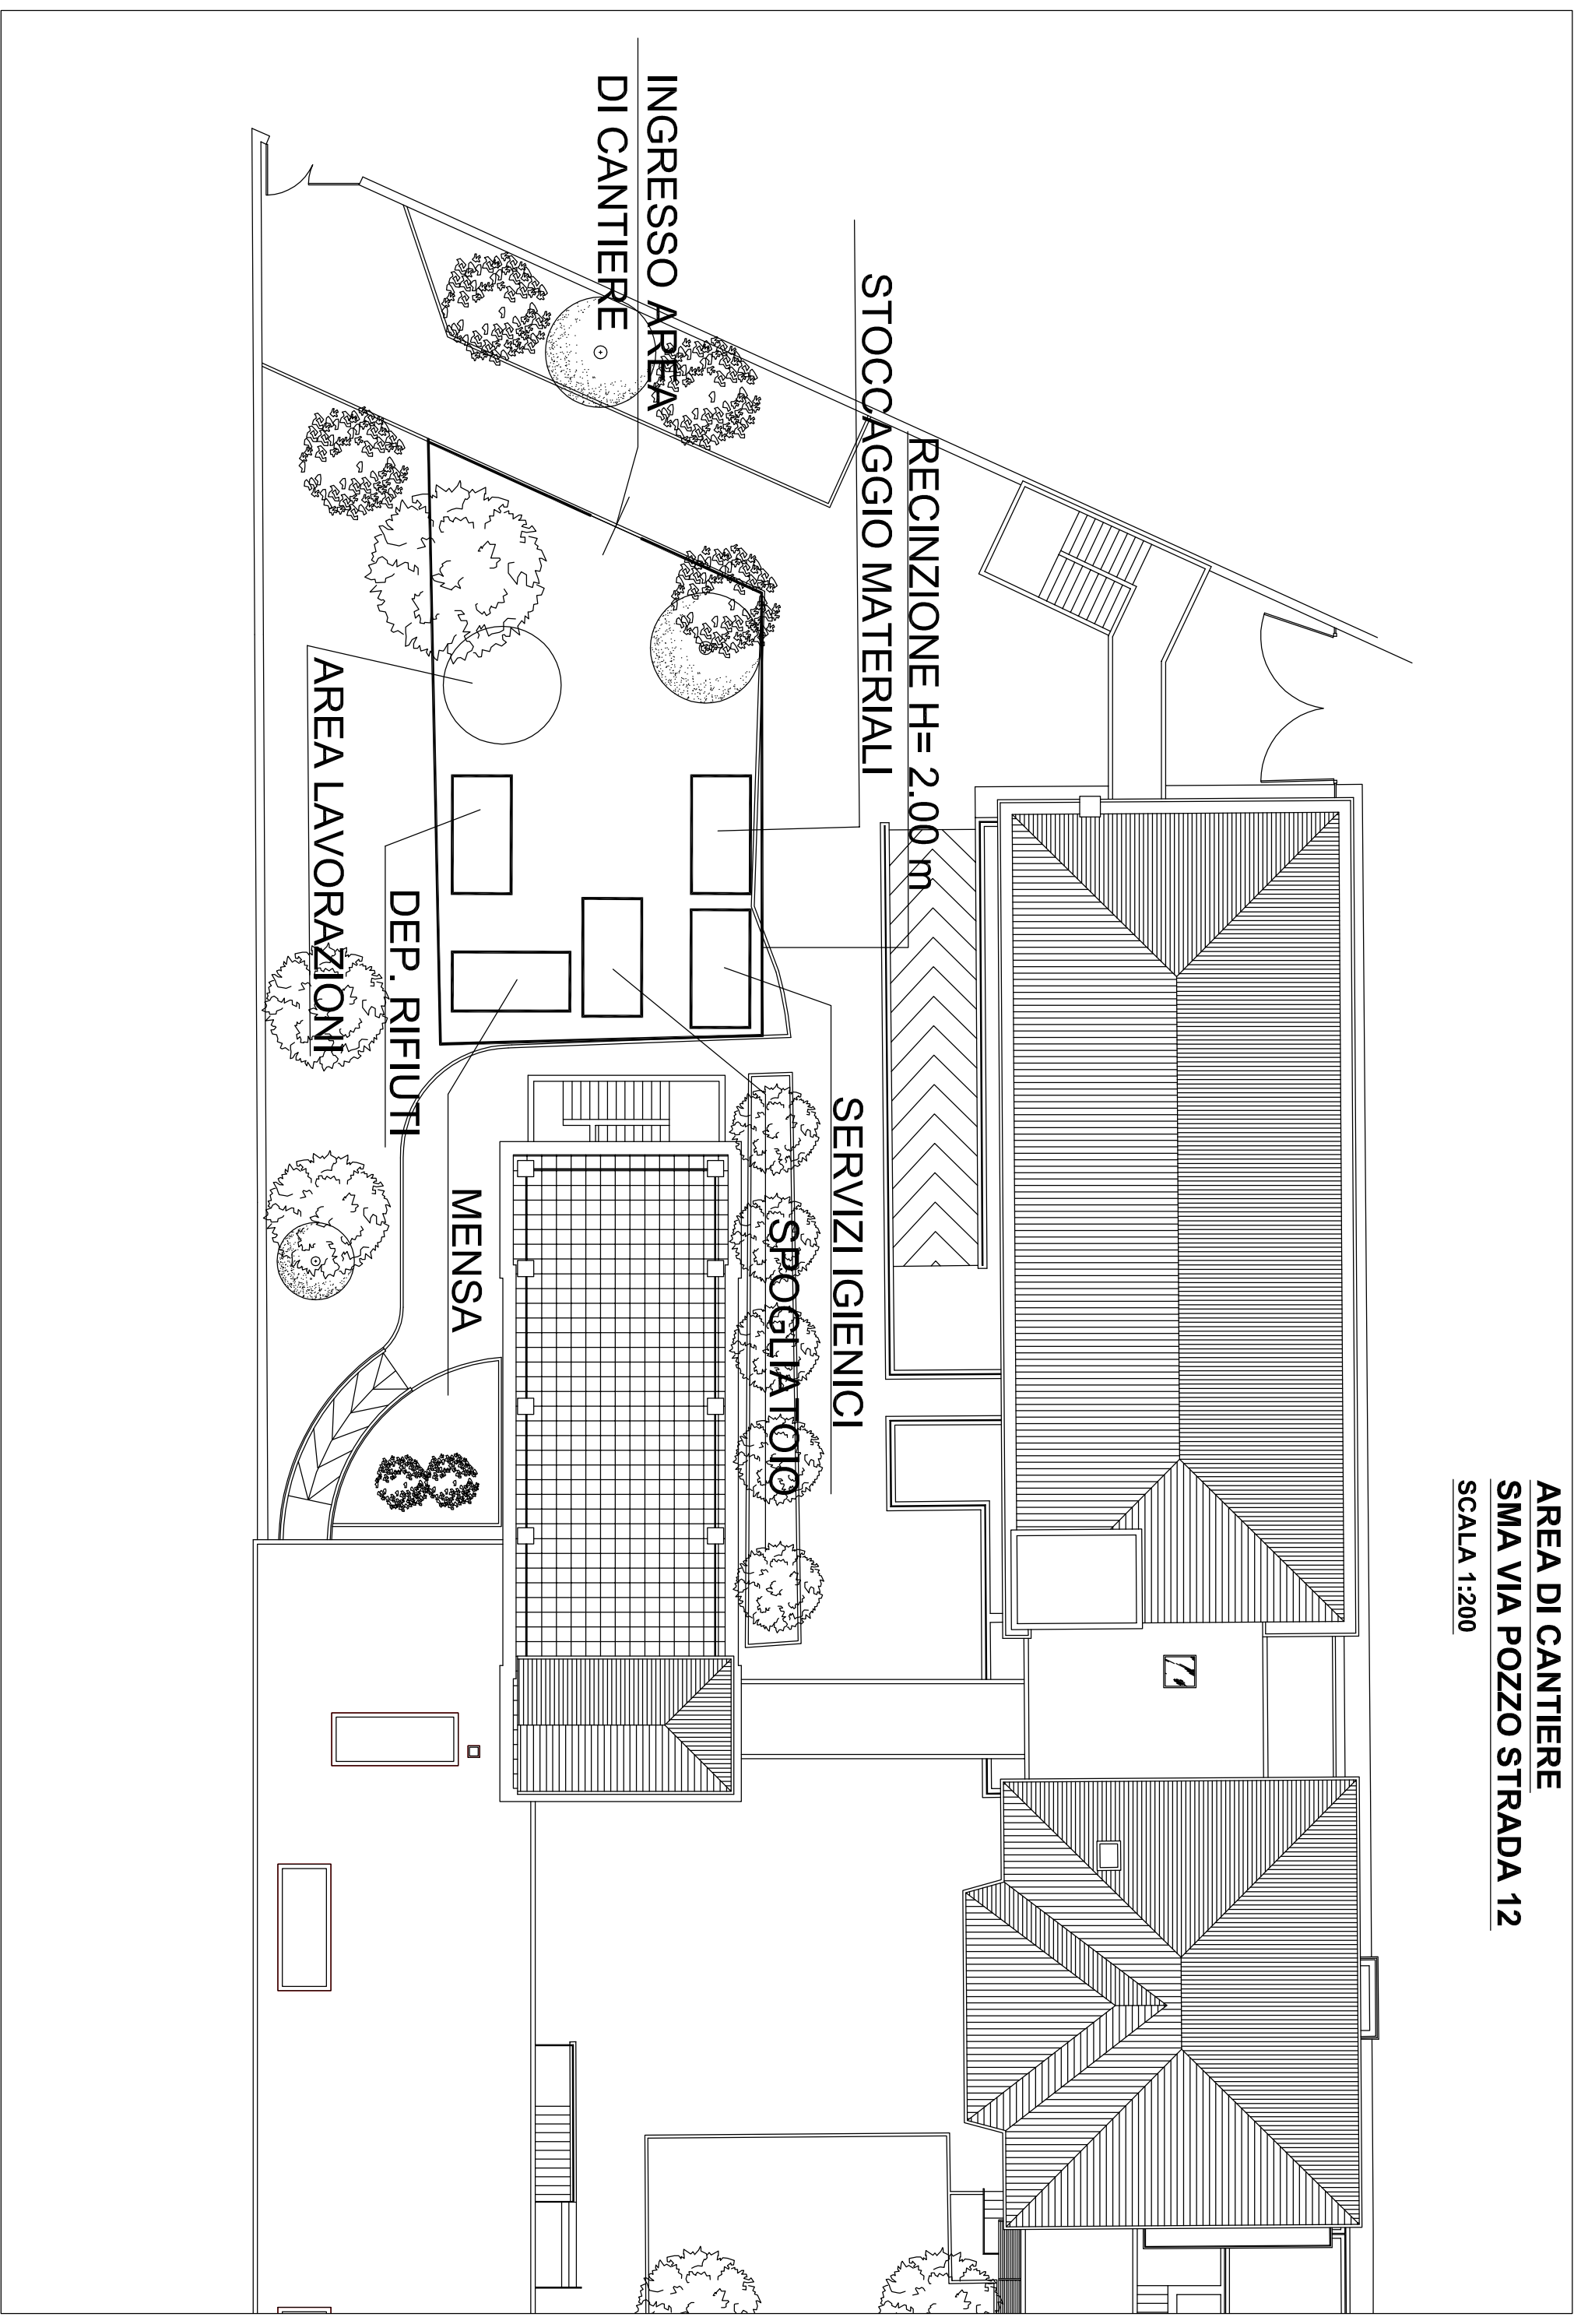 AREA DI CANTIERE
SMA VIA POZZO STRADA 12
SCALA 1:200
RECINZIONE H= 2.00 m
STOCCAGGIO MATERIALI
SERVIZI IGIENICI
SPOGLIATOIO
INGRESSO AREA
DI CANTIERE
MENSA
DEP. RIFIUTI
AREA LAVORAZIONI